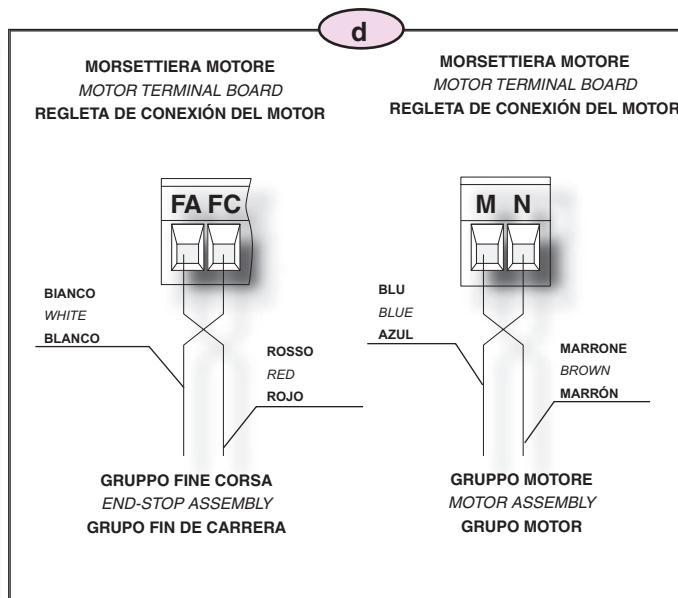 d
MORSETTIERA MOTORE
MOTOR TERMINAL BOARD
REGLETA DE CONEXIÓN DEL MOTOR
FA FC
BIANCO
WHITE
BLANCO
ROSSO
RED
ROJO
GRUPPO FINE CORSA
END-STOP ASSEMBLY
GRUPO FIN DE CARRERA
MORSETTIERA MOTORE
MOTOR TERMINAL BOARD
REGLETA DE CONEXIÓN DEL MOTOR
M N
BLU
BLUE
AZUL
MARRONE
BROWN
MARRÓN
GRUPPO MOTORE
MOTOR ASSEMBLY
GRUPO MOTOR